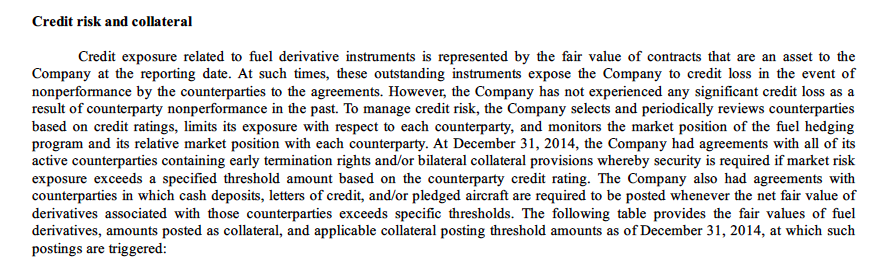 Credit risk and collateral
Credit exposure related to fuel derivative instruments is represented by the fair value of contracts that are an asset to the
Company at the reporting date. At such times, these outstanding instruments expose the Company to credit loss in the event of
nonperformance by the counterparties to the agreements. However, the Company has not experienced any significant credit loss as a
result of counterparty nonperformance in the past. To manage credit risk, the Company selects and periodically reviews counterparties
based on credit ratings, limits its exposure with respect to each counterparty, and monitors the market position of the fuel hedging
program and its relative market position with each counterparty. At December 31, 2014, the Company had agreements with all of its
active counterparties containing early termination rights and/or bilateral collateral provisions whereby security is required if market risk
exposure exceeds a specified threshold amount based on the counterparty credit rating. The Company also had agreements with
counterparties in which cash deposits, letters of credit, and/or pledged aircraft are required to be posted whenever the net fair value of
derivatives associated with those counterparties exceeds specific thresholds. The following table provides the fair values of fuel
derivatives, amounts posted as collateral, and applicable collateral posting threshold amounts as of December 31, 2014, at which such
postings are triggered: